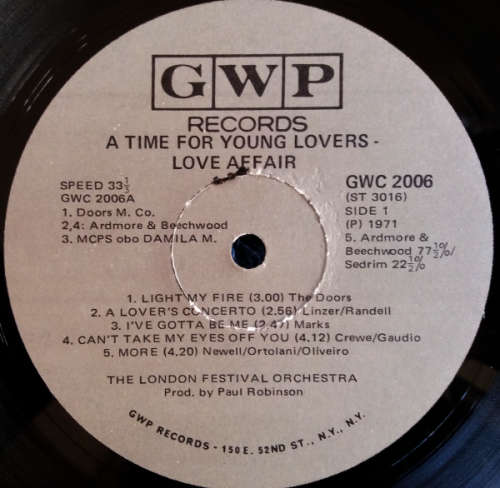 GWP
RECORDS
A TIME FOR YOUNG LOVERS -
LOVE AFFAIR
SPEED 33⅓
GWC 2006A
1. Doors M. Co.
2,4: Ardmore & Beechwood
3. MCPS obo DAMILA M.
GWC 2006
(ST 3016)
SIDE 1
(P) 1971
5. Ardmore &
Beechwood 77½%/
Sedrim 22½%
1. LIGHT MY FIRE (3.00) The Doors
2. A LOVER'S CONCERTO (2.56) Linzer/Randell
3. I'VE GOTTA BE ME (2.47) Marks
4. CAN'T TAKE MY EYES OFF YOU (4.12) Crewe/Gaudio
5. MORE (4.20) Newell/Ortolani/Oliveiro
THE LONDON FESTIVAL ORCHESTRA
Prod. by Paul Robinson
GWP RECORDS - 150 E. 52ND ST., N.Y., N.Y.